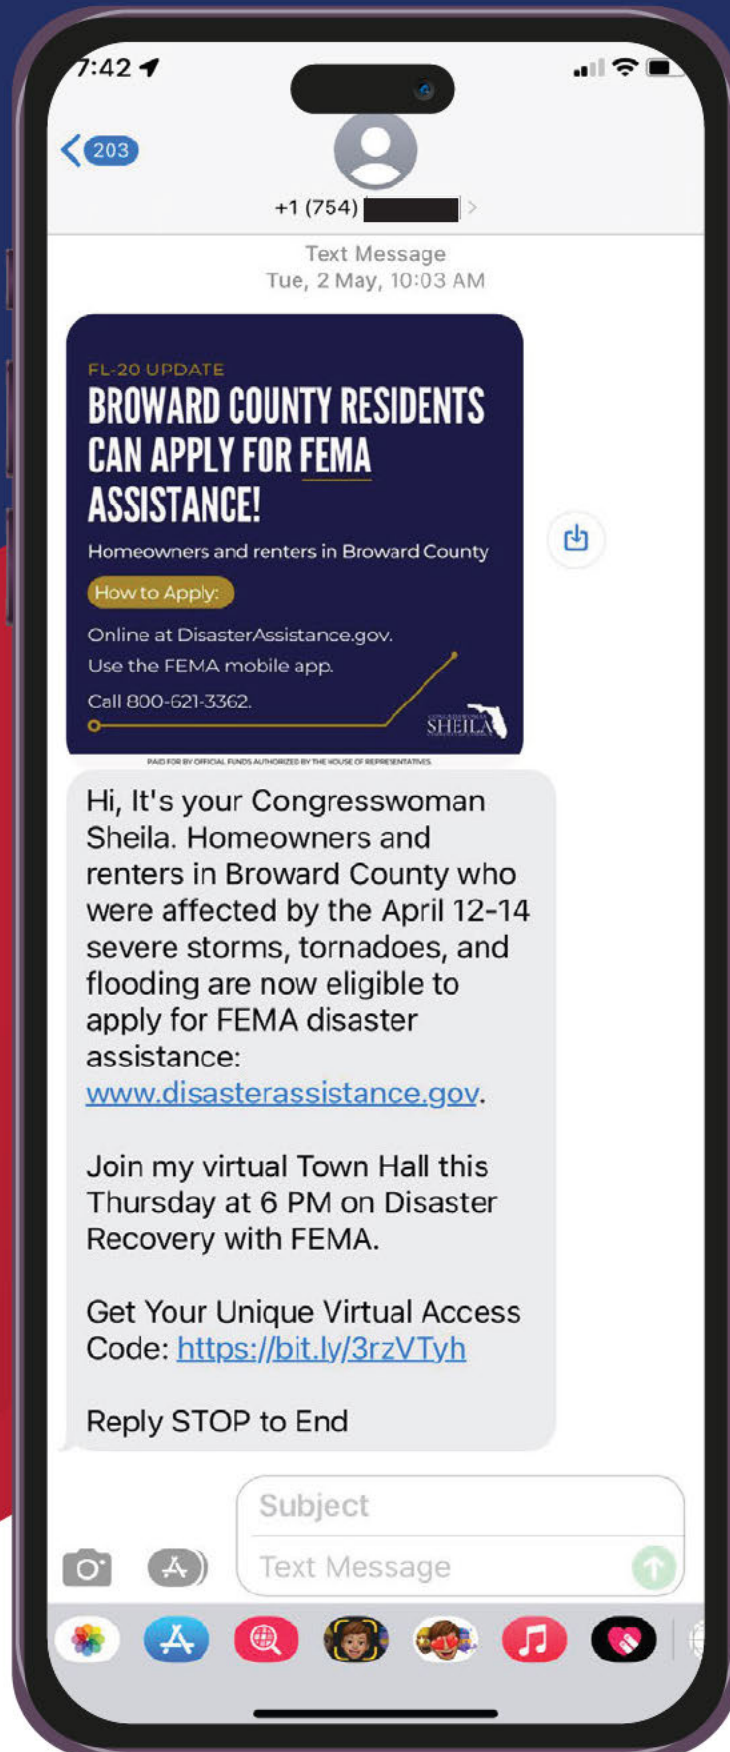 7:42
203
+1 (754)
Text Message
Tue, 2 May, 10:03 AM
FL-20 UPDATE
BROWARD COUNTY RESIDENTS
CAN APPLY FOR FEMA
ASSISTANCE!
Homeowners and renters in Broward County
How to Apply:
Online at DisasterAssistance.gov.
Use the FEMA mobile app.
Call 800-621-3362.
CONGRESSWOMAN
SHEILA
PAID FOR BY OFFICIAL FUNDS AUTHORIZED BY THE HOUSE OF REPRESENTATIVES.
Hi, It's your Congresswoman
Sheila. Homeowners and
renters in Broward County who
were affected by the April 12-14
severe storms, tornadoes, and
flooding are now eligible to
apply for FEMA disaster
assistance:
www.disasterassistance.gov.
Join my virtual Town Hall this
Thursday at 6 PM on Disaster
Recovery with FEMA.
Get Your Unique Virtual Access
Code: https://bit.ly/3rzVTyh
Reply STOP to End
Subject
Text Message